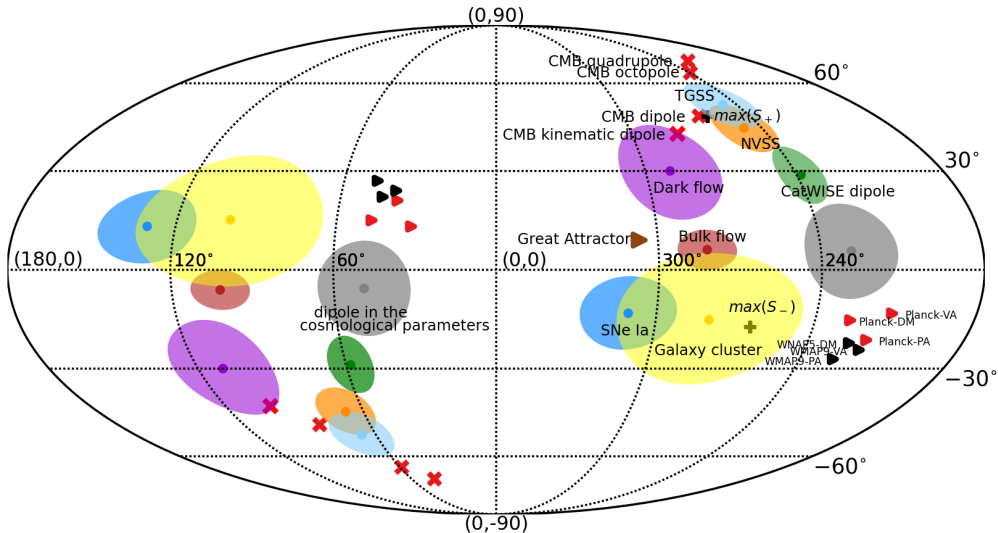 (0,90)
CMB quadrupole
CMB octopole
60°
TGSS
CMB dipole
max(S₊)
CMB kinematic dipole
NVSS
30°
Dark flow
CatWISE dipole
Great Attractor
Bulk flow
(180,0)
120°
60°
(0,0)
300°
240°
dipole in the
cosmological parameters
max(S₋)
SNe Ia
Galaxy cluster
Planck-VA
Planck-DM
Planck-PA
WMAP9-VA
WMAP9-PA
−30°
−60°
(0,-90)